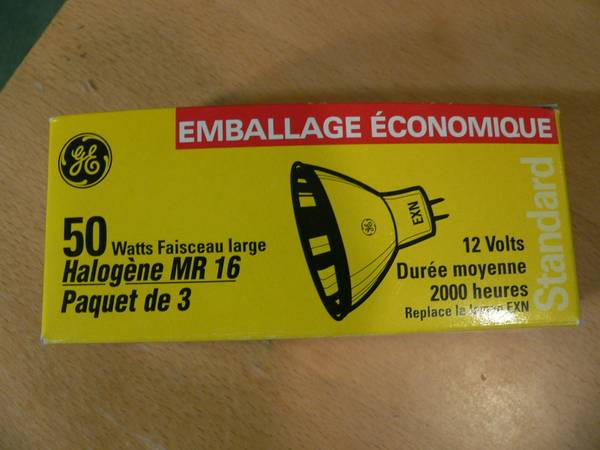 EMBALLAGE ÉCONOMIQUE
GE
50 Watts Faisceau large
Halogène MR 16
Paquet de 3
EXN
GE
12 Volts
Durée moyenne
2000 heures
Replace la lampe EXN
Standard